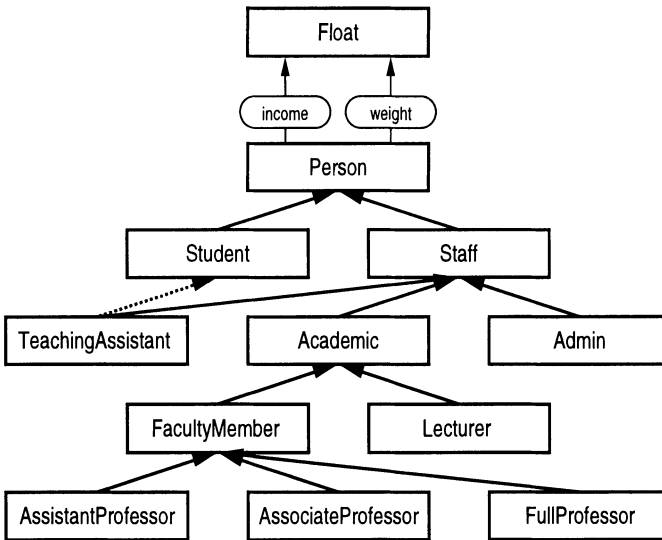 Float
income
weight
Person
Student
Staff
TeachingAssistant
Academic
Admin
FacultyMember
Lecturer
AssistantProfessor
AssociateProfessor
FullProfessor